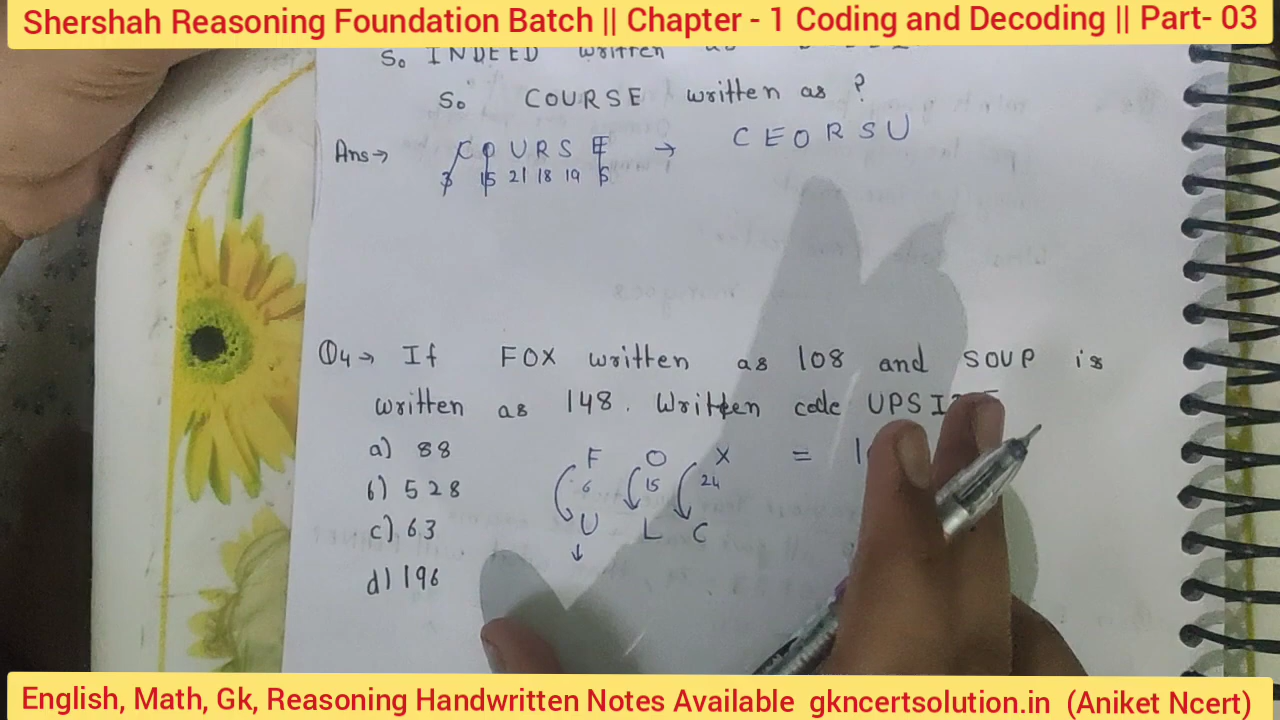 Shershah Reasoning Foundation Batch || Chapter - 1 Coding and Decoding || Part- 03
So INDEED written as
So COURSE written as ?
Ans→ COURSE → CEORSU
3 15 21 18 19 5
Q4→ If FOX written as 108 and SOUP is
written as 148. Written code
a) 88
F O X = 
b) 528
6 15 24
c) 63
U L C
↓
d) 196
English, Math, Gk, Reasoning Handwritten Notes Available gkncertsolution.in (Aniket Ncert)